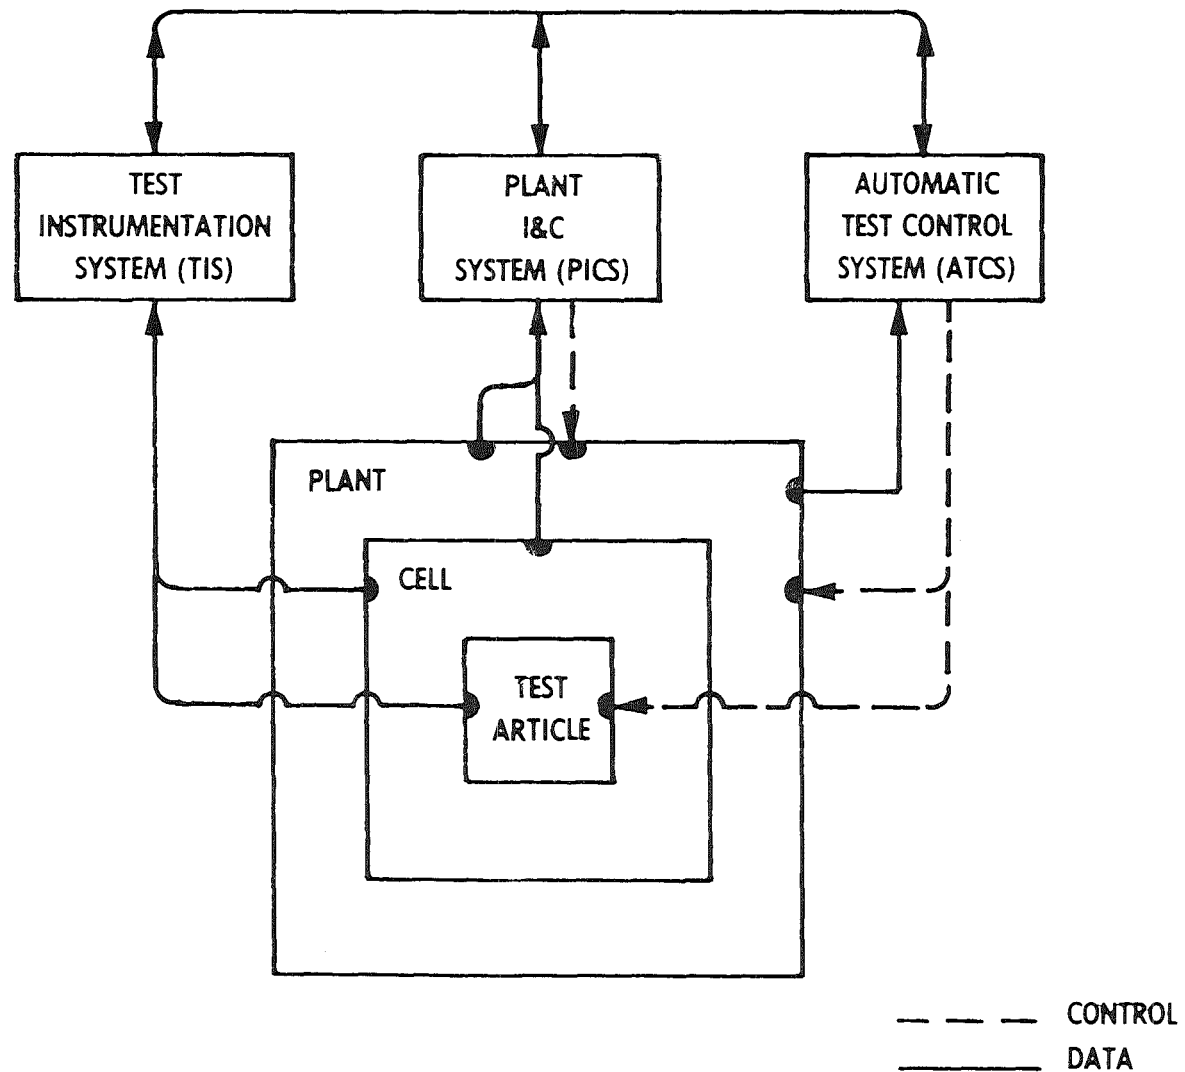 TEST
INSTRUMENTATION
SYSTEM (TIS)
PLANT
I&C
SYSTEM (PICS)
AUTOMATIC
TEST CONTROL
SYSTEM (ATCS)
PLANT
CELL
TEST
ARTICLE
CONTROL
DATA